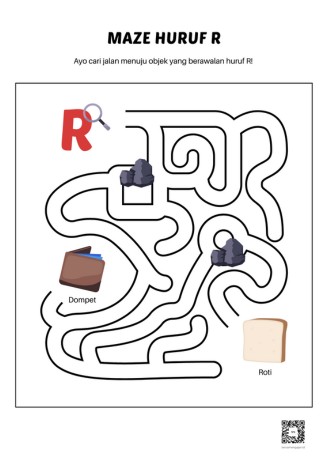 MAZE HURUF R
Ayo cari jalan menuju objek yang berawalan huruf R!
R
Dompet
Roti